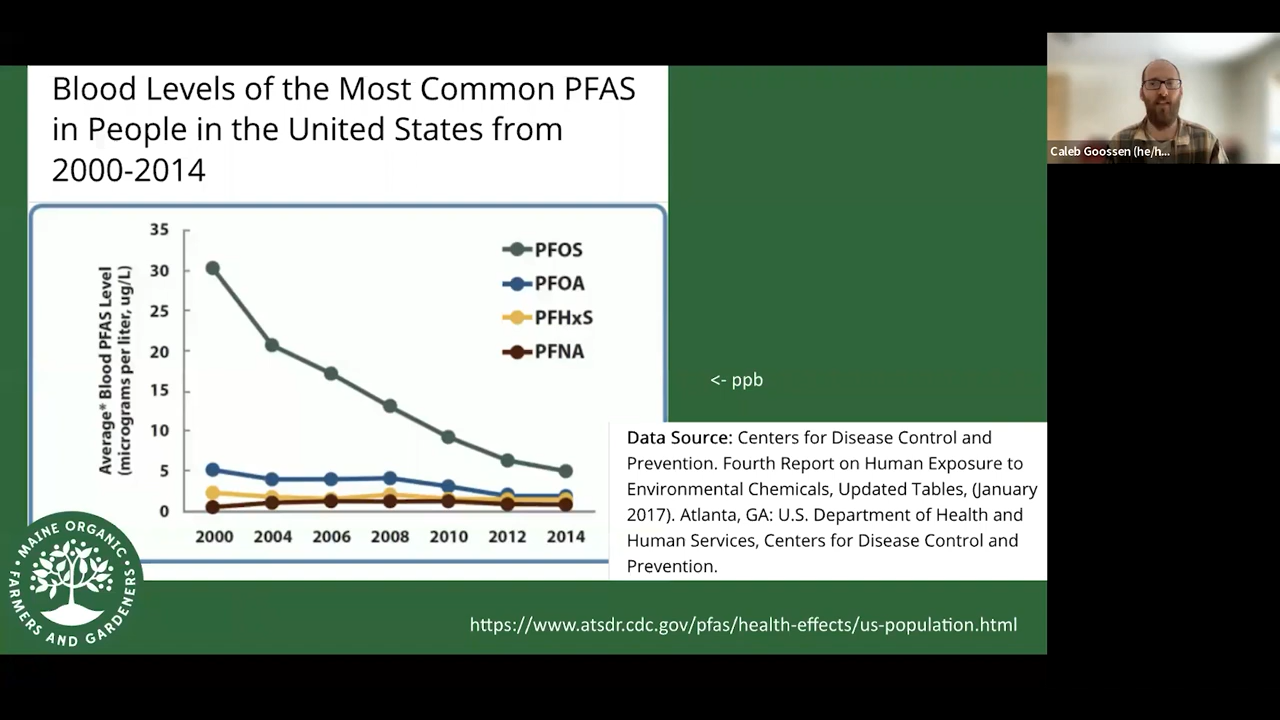 Blood Levels of the Most Common PFAS
in People in the United States from
2000-2014
35
30
25
20
15
10
5
0
Average* Blood PFAS Level
(micrograms per liter, ug/L)
PFOS
PFOA
PFHxS
PFNA
2000 2004 2006 2008 2010 2012 2014
<- ppb
Data Source: Centers for Disease Control and
Prevention. Fourth Report on Human Exposure to
Environmental Chemicals, Updated Tables, (January
2017). Atlanta, GA: U.S. Department of Health and
Human Services, Centers for Disease Control and
Prevention.
MAINE ORGANIC
FARMERS AND GARDENERS
https://www.atsdr.cdc.gov/pfas/health-effects/us-population.html
Caleb Goossen (he/h...